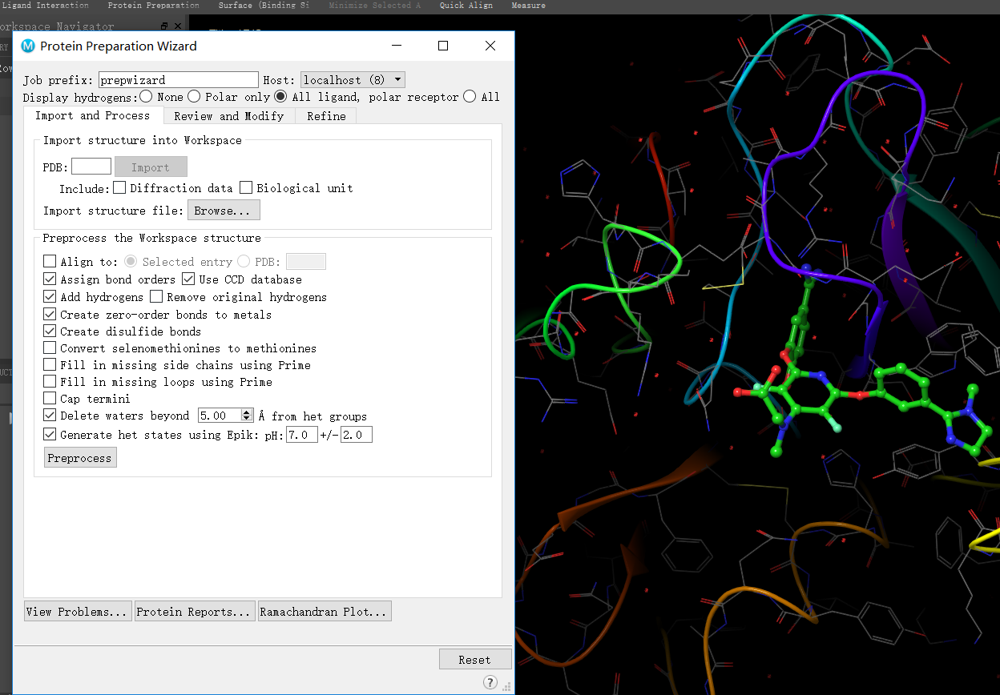 Ligand Interaction Protein Preparation Surface (Binding Si Minimize Selected A Quick Align Measure
orkspace Navigator
M Protein Preparation Wizard
Job prefix: prepwizard Host: localhost (8)
Display hydrogens: None Polar only All ligand, polar receptor All
Import and Process Review and Modify Refine
Import structure into Workspace
PDB: Import
Include: Diffraction data Biological unit
Import structure file: Browse...
Preprocess the Workspace structure
Align to: Selected entry PDB:
Assign bond orders Use CCD database
Add hydrogens Remove original hydrogens
Create zero-order bonds to metals
Create disulfide bonds
Convert selenomethionines to methionines
Fill in missing side chains using Prime
Fill in missing loops using Prime
Cap termini
Delete waters beyond 5.00 Å from het groups
Generate het states using Epik: pH: 7.0 +/- 2.0
Preprocess
View Problems... Protein Reports... Ramachandran Plot...
Reset
?